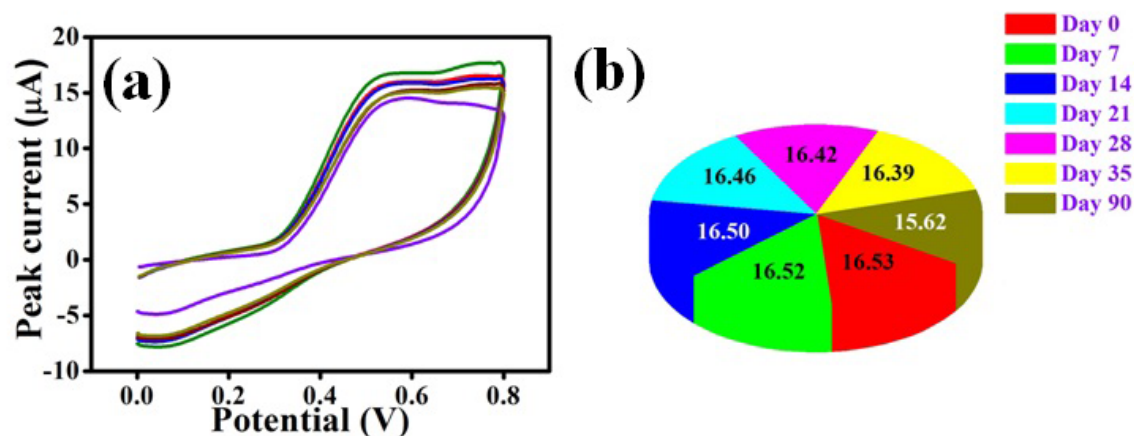 (a)
Peak current (μA)
20
15
10
5
0
-5
-10
0.0 0.2 0.4 0.6 0.8
Potential (V)
(b)
16.42
16.46
16.39
16.50
15.62
16.52
16.53
Day 0
Day 7
Day 14
Day 21
Day 28
Day 35
Day 90